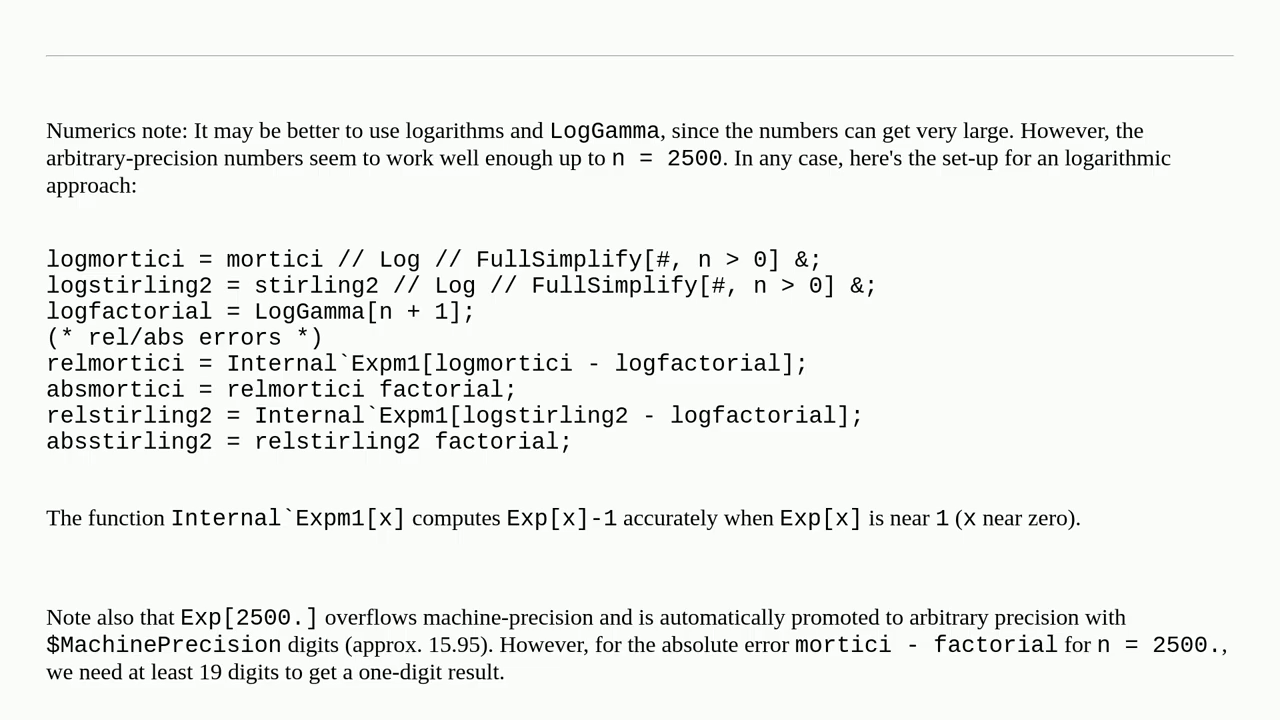 Numerics note: It may be better to use logarithms and LogGamma, since the numbers can get very large. However, the
arbitrary-precision numbers seem to work well enough up to n = 2500. In any case, here's the set-up for an logarithmic
approach:
logmortici = mortici // Log // FullSimplify[#, n > 0] &;
logstirling2 = stirling2 // Log // FullSimplify[#, n > 0] &;
logfactorial = LogGamma[n + 1];
(* rel/abs errors *)
relmortici = Internal`Expm1[logmortici - logfactorial];
absmortici = relmortici factorial;
relstirling2 = Internal`Expm1[logstirling2 - logfactorial];
absstirling2 = relstirling2 factorial;
The function Internal`Expm1[x] computes Exp[x]-1 accurately when Exp[x] is near 1 (x near zero).
Note also that Exp[2500.] overflows machine-precision and is automatically promoted to arbitrary precision with
$MachinePrecision digits (approx. 15.95). However, for the absolute error mortici - factorial for n = 2500.,
we need at least 19 digits to get a one-digit result.